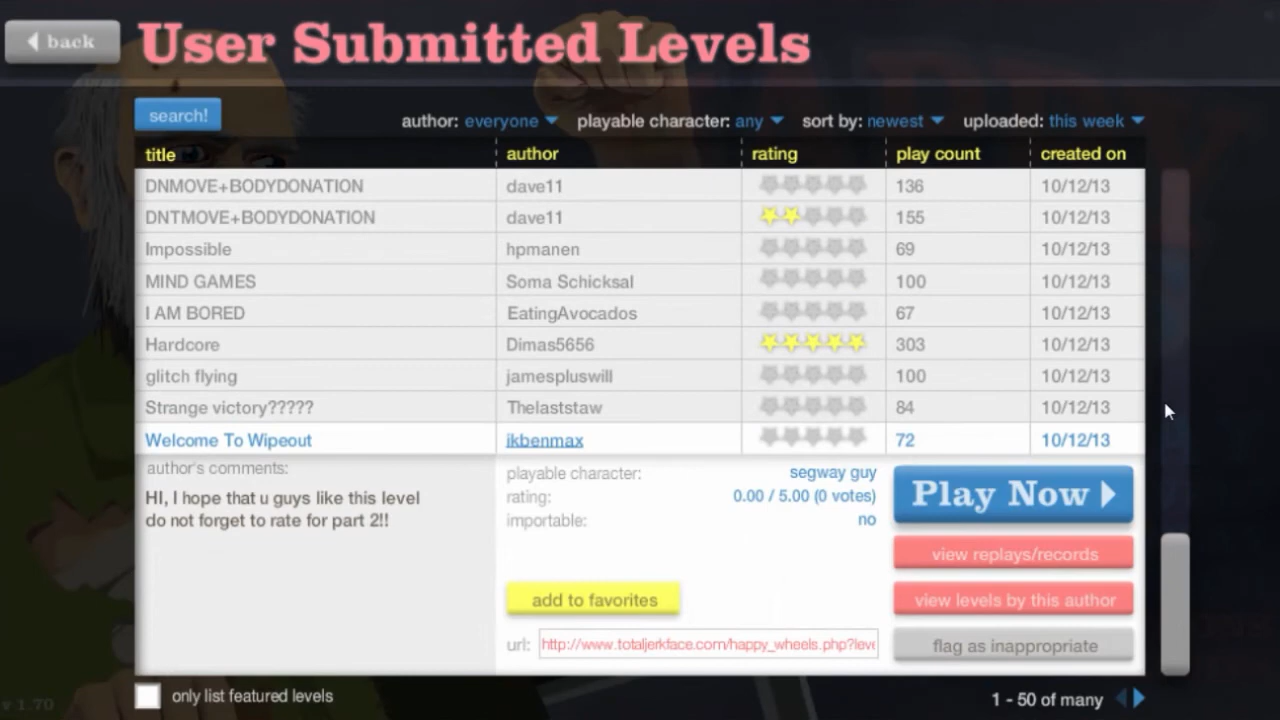 back
User Submitted Levels
search!
author: everyone playable character: any sort by: newest uploaded: this week
title author rating play count created on
DNMOVE+BODYDONATION dave11 136 10/12/13
DNTMOVE+BODYDONATION dave11 155 10/12/13
Impossible hpmanen 69 10/12/13
MIND GAMES Soma Schicksal 100 10/12/13
I AM BORED EatingAvocados 67 10/12/13
Hardcore Dimas5656 303 10/12/13
glitch flying jamespluswill 100 10/12/13
Strange victory????? Thelaststaw 84 10/12/13
Welcome To Wipeout ikbenmax 72 10/12/13
author's comments:
HI, I hope that u guys like this level
do not forget to rate for part 2!!
playable character: segway guy
rating: 0.00 / 5.00 (0 votes)
importable: no
add to favorites
url: http://www.totaljerkface.com/happy_wheels.php?leve
Play Now
view replays/records
view levels by this author
flag as inappropriate
v 1.70
only list featured levels
1 - 50 of many